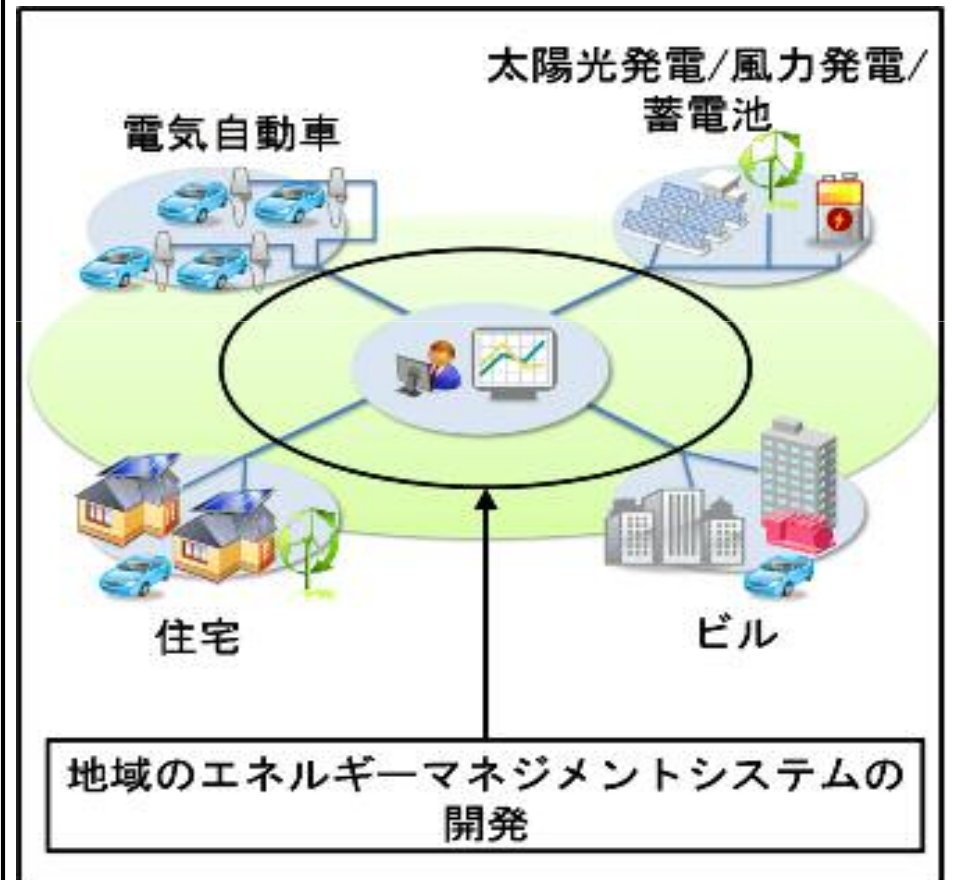 太陽光発電/風力発電/
蓄電池
電気自動車
住宅
ビル
地域のエネルギーマネジメントシステムの
開発